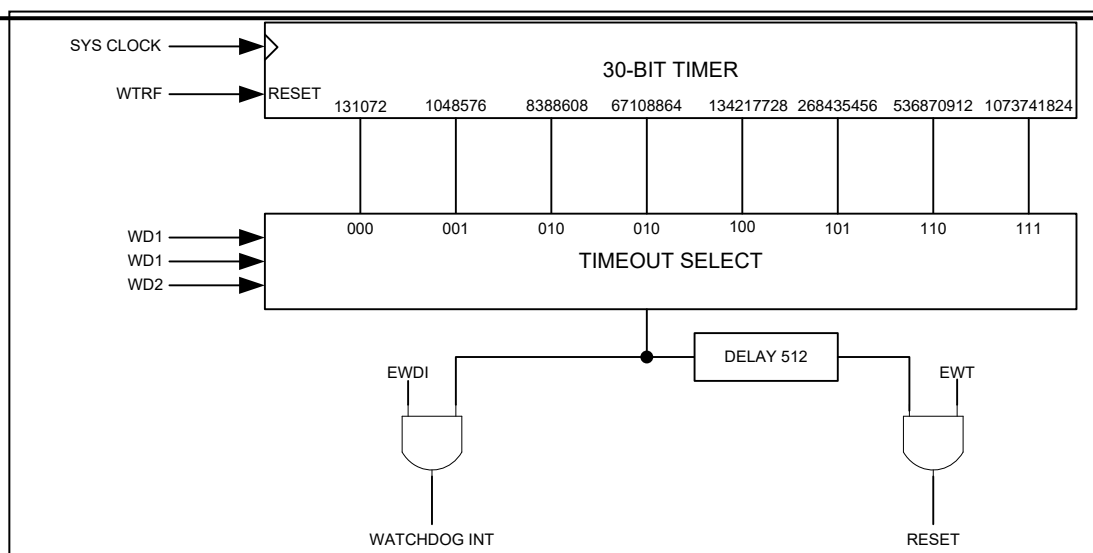 SYS CLOCK
30-BIT TIMER
WTRF
RESET
131072 1048576 8388608 67108864 134217728 268435456 536870912 1073741824
000 001 010 010 100 101 110 111
WD1
WD1
TIMEOUT SELECT
WD2
DELAY 512
EWDI
EWT
WATCHDOG INT
RESET